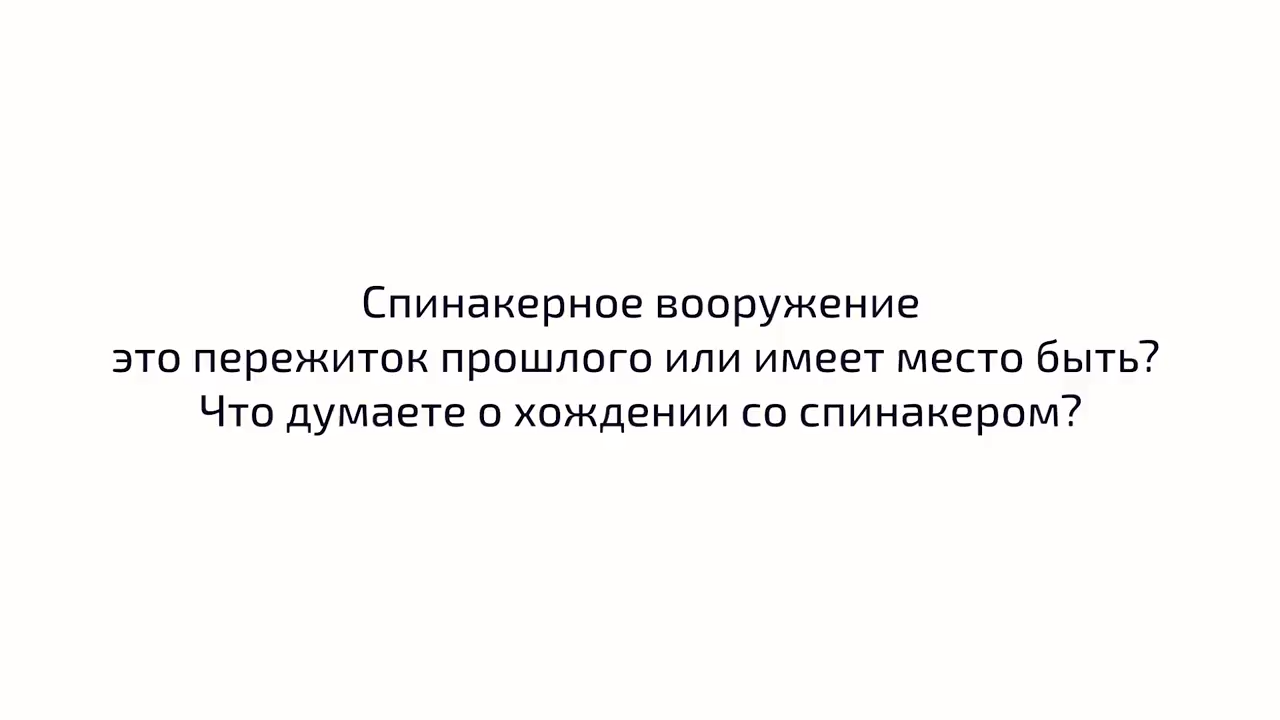 Спинакерное вооружение
это пережиток прошлого или имеет место быть?
Что думаете о хождении со спинакером?